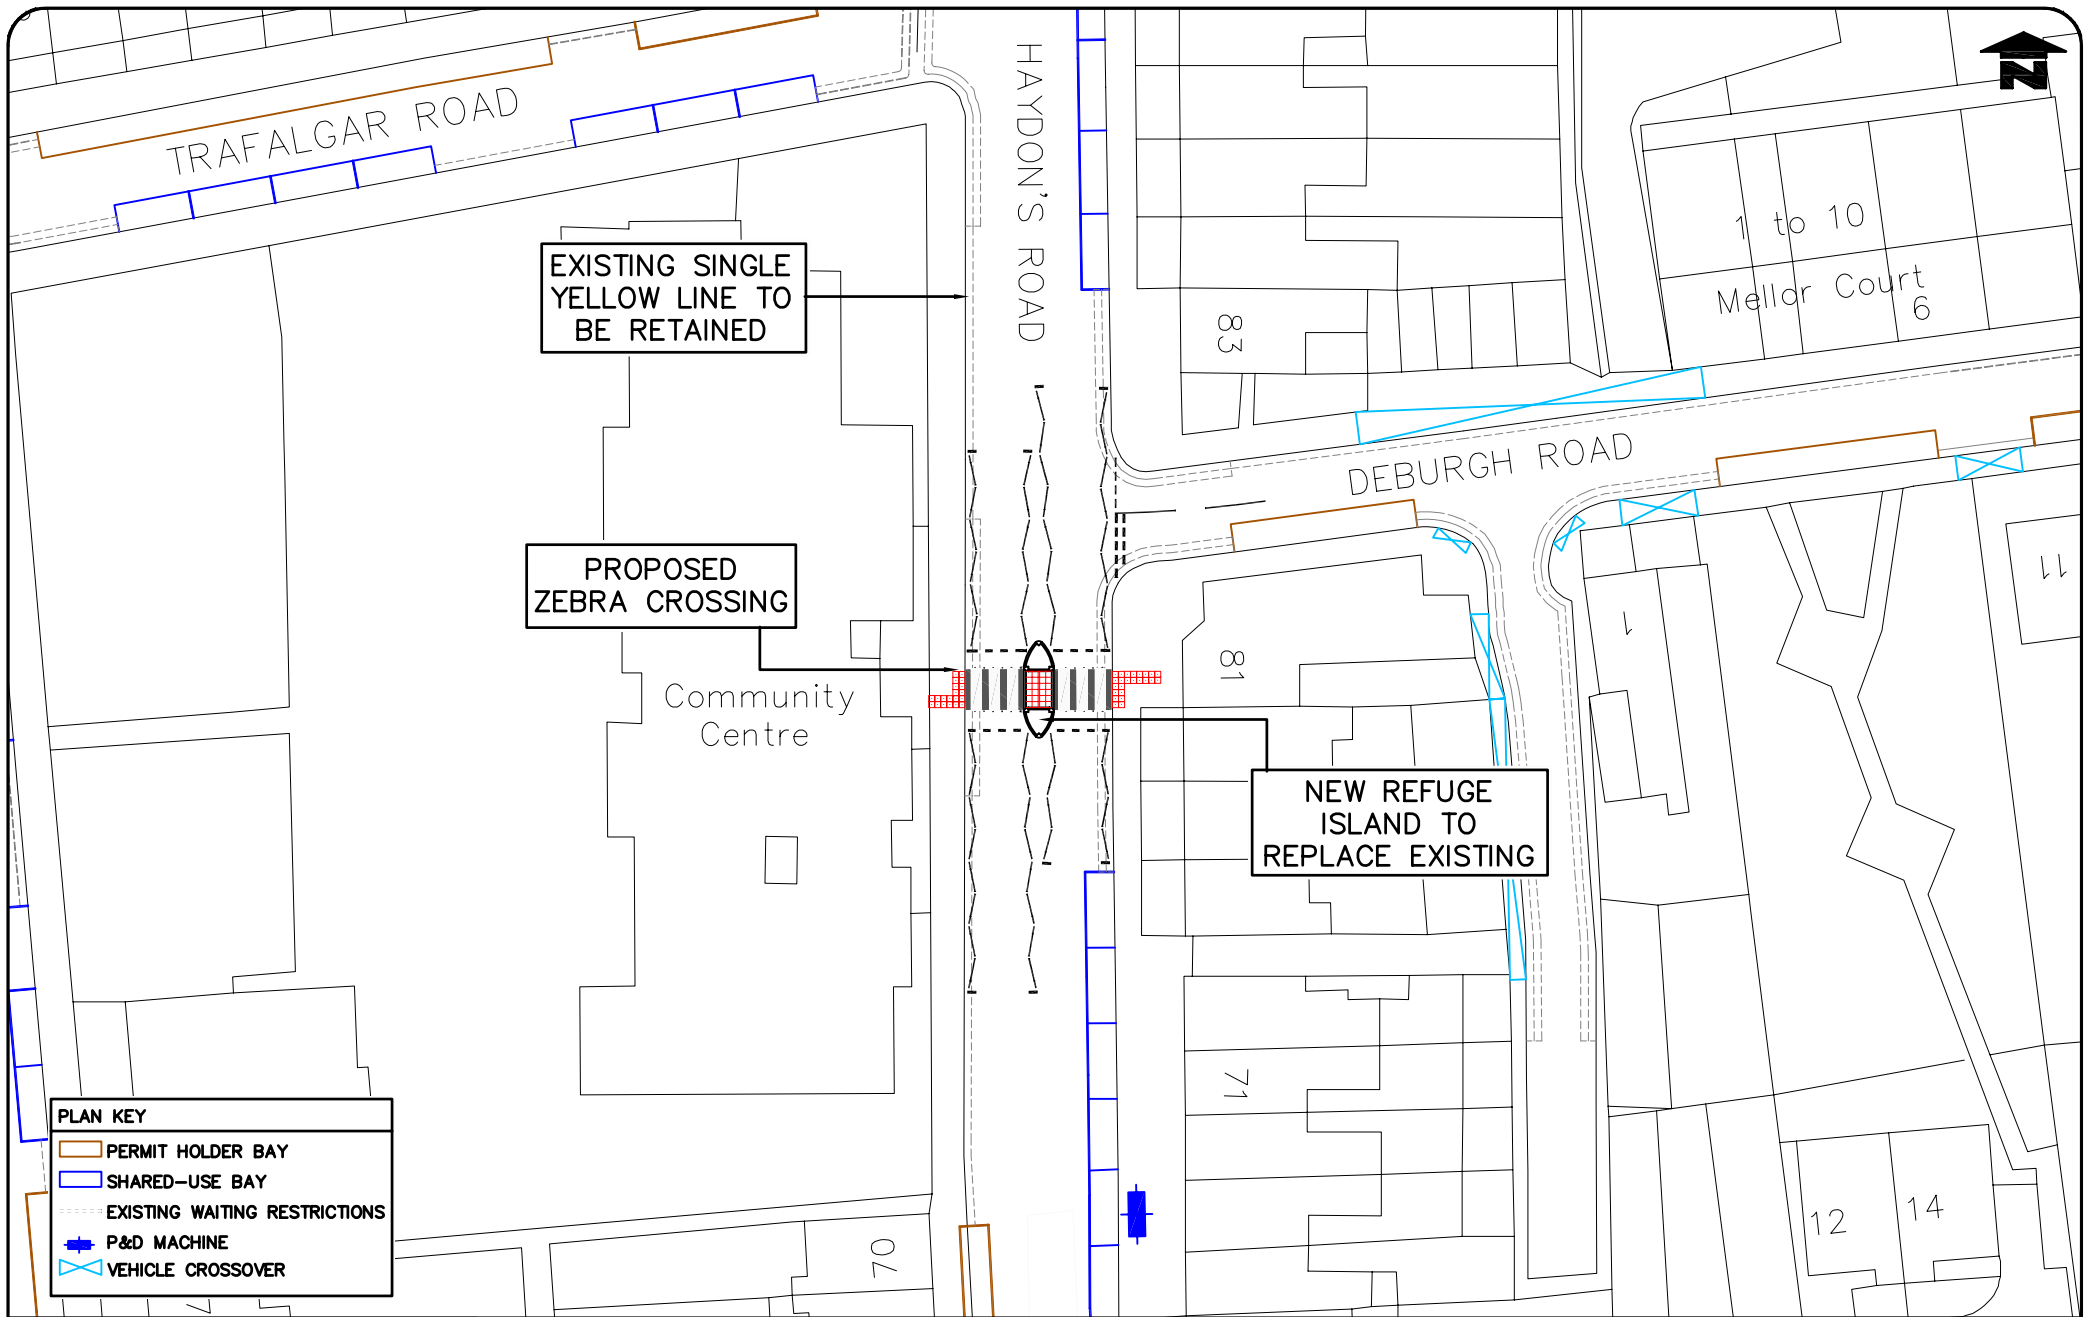 TRAFALGAR ROAD
HAYDON'S ROAD
N
1 to 10
Mellor Court
6
EXISTING SINGLE
YELLOW LINE TO
BE RETAINED
83
DEBURGH ROAD
PROPOSED
ZEBRA CROSSING
11
1
81
Community
Centre
NEW REFUGE
ISLAND TO
REPLACE EXISTING
71
PLAN KEY
PERMIT HOLDER BAY
SHARED-USE BAY
EXISTING WAITING RESTRICTIONS
P&D MACHINE
VEHICLE CROSSOVER
70
12
14